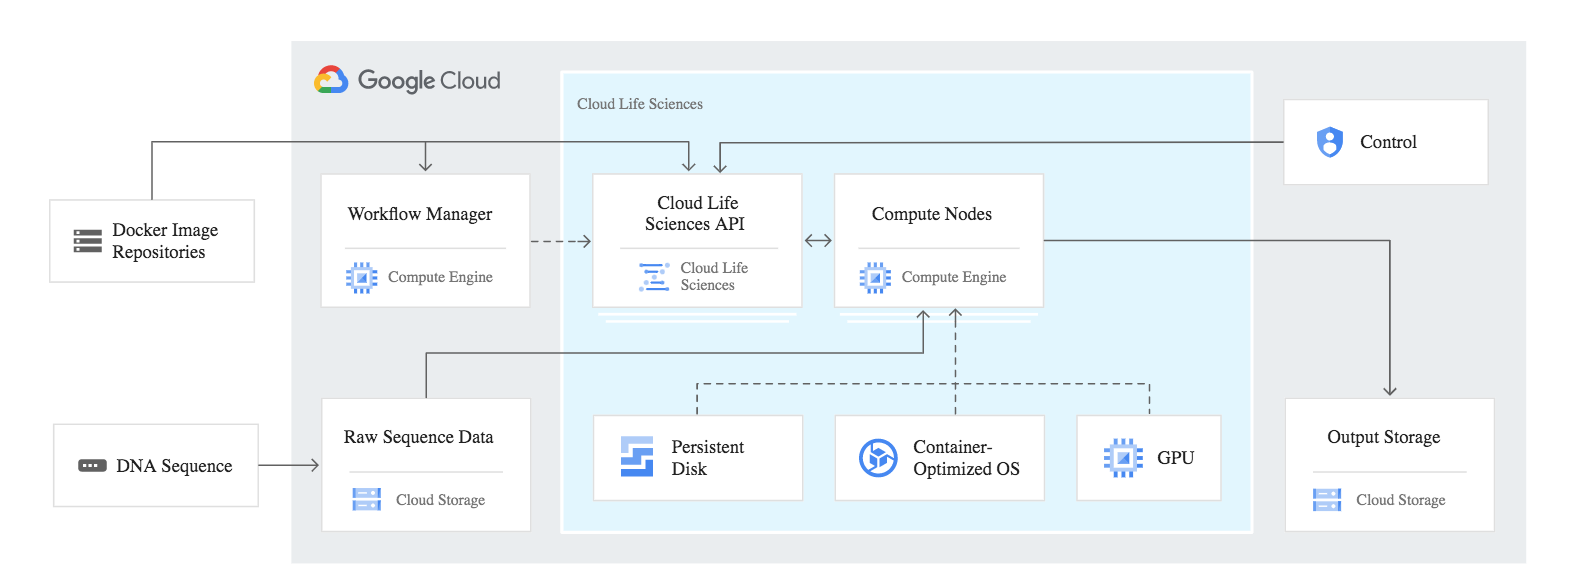 Google Cloud
Cloud Life Sciences
Control
Docker Image
Repositories
Workflow Manager
Compute Engine
Cloud Life
Sciences API
Cloud Life
Sciences
Compute Nodes
Compute Engine
DNA Sequence
Raw Sequence Data
Cloud Storage
Persistent
Disk
Container-
Optimized OS
GPU
Output Storage
Cloud Storage